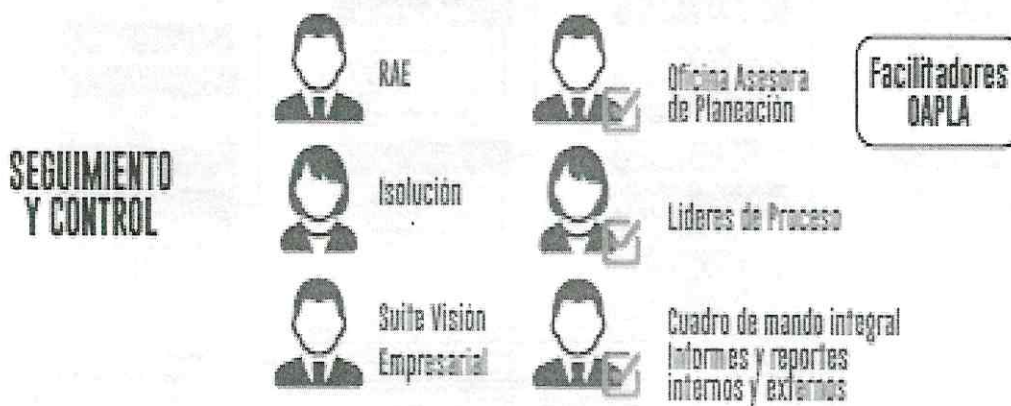 SEGUIMIENTO
Y CONTROL
RAE
Isolución
Suite Visión
Empresarial
Oficina Asesora
de Planeación
Líderes de Proceso
Cuadro de mando integral
Informes y reportes
internos y externos
Facilitadores
OAPLA